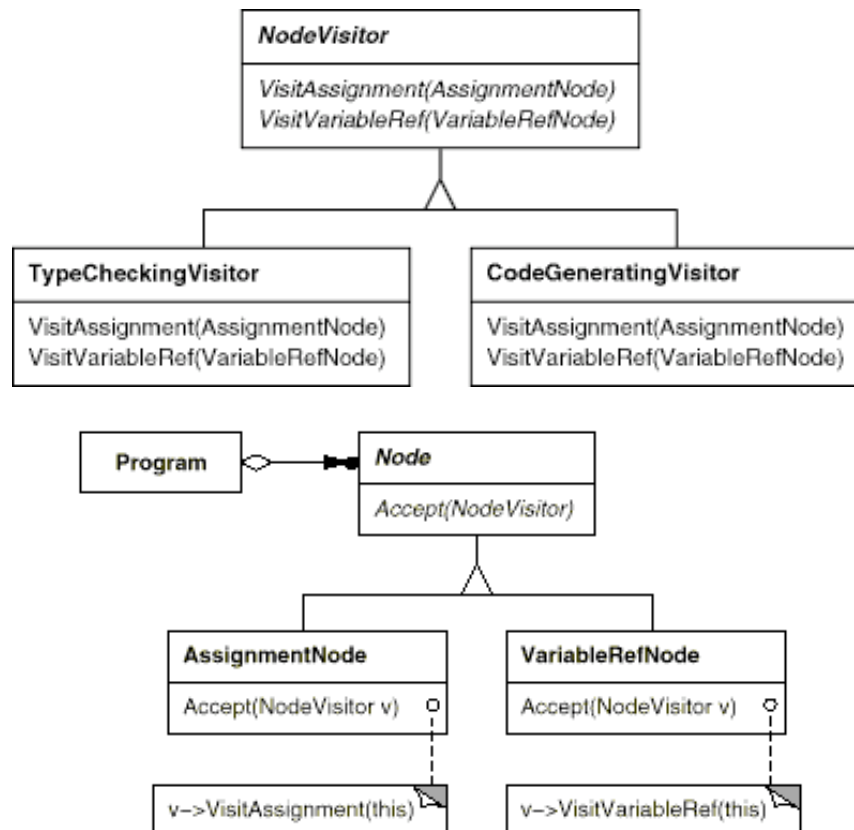 NodeVisitor
VisitAssignment(AssignmentNode)
VisitVariableRef(VariableRefNode)
TypeCheckingVisitor
VisitAssignment(AssignmentNode)
VisitVariableRef(VariableRefNode)
CodeGeneratingVisitor
VisitAssignment(AssignmentNode)
VisitVariableRef(VariableRefNode)
Program
Node
Accept(NodeVisitor)
AssignmentNode
Accept(NodeVisitor v)
v->VisitAssignment(this)
VariableRefNode
Accept(NodeVisitor v)
v->VisitVariableRef(this)